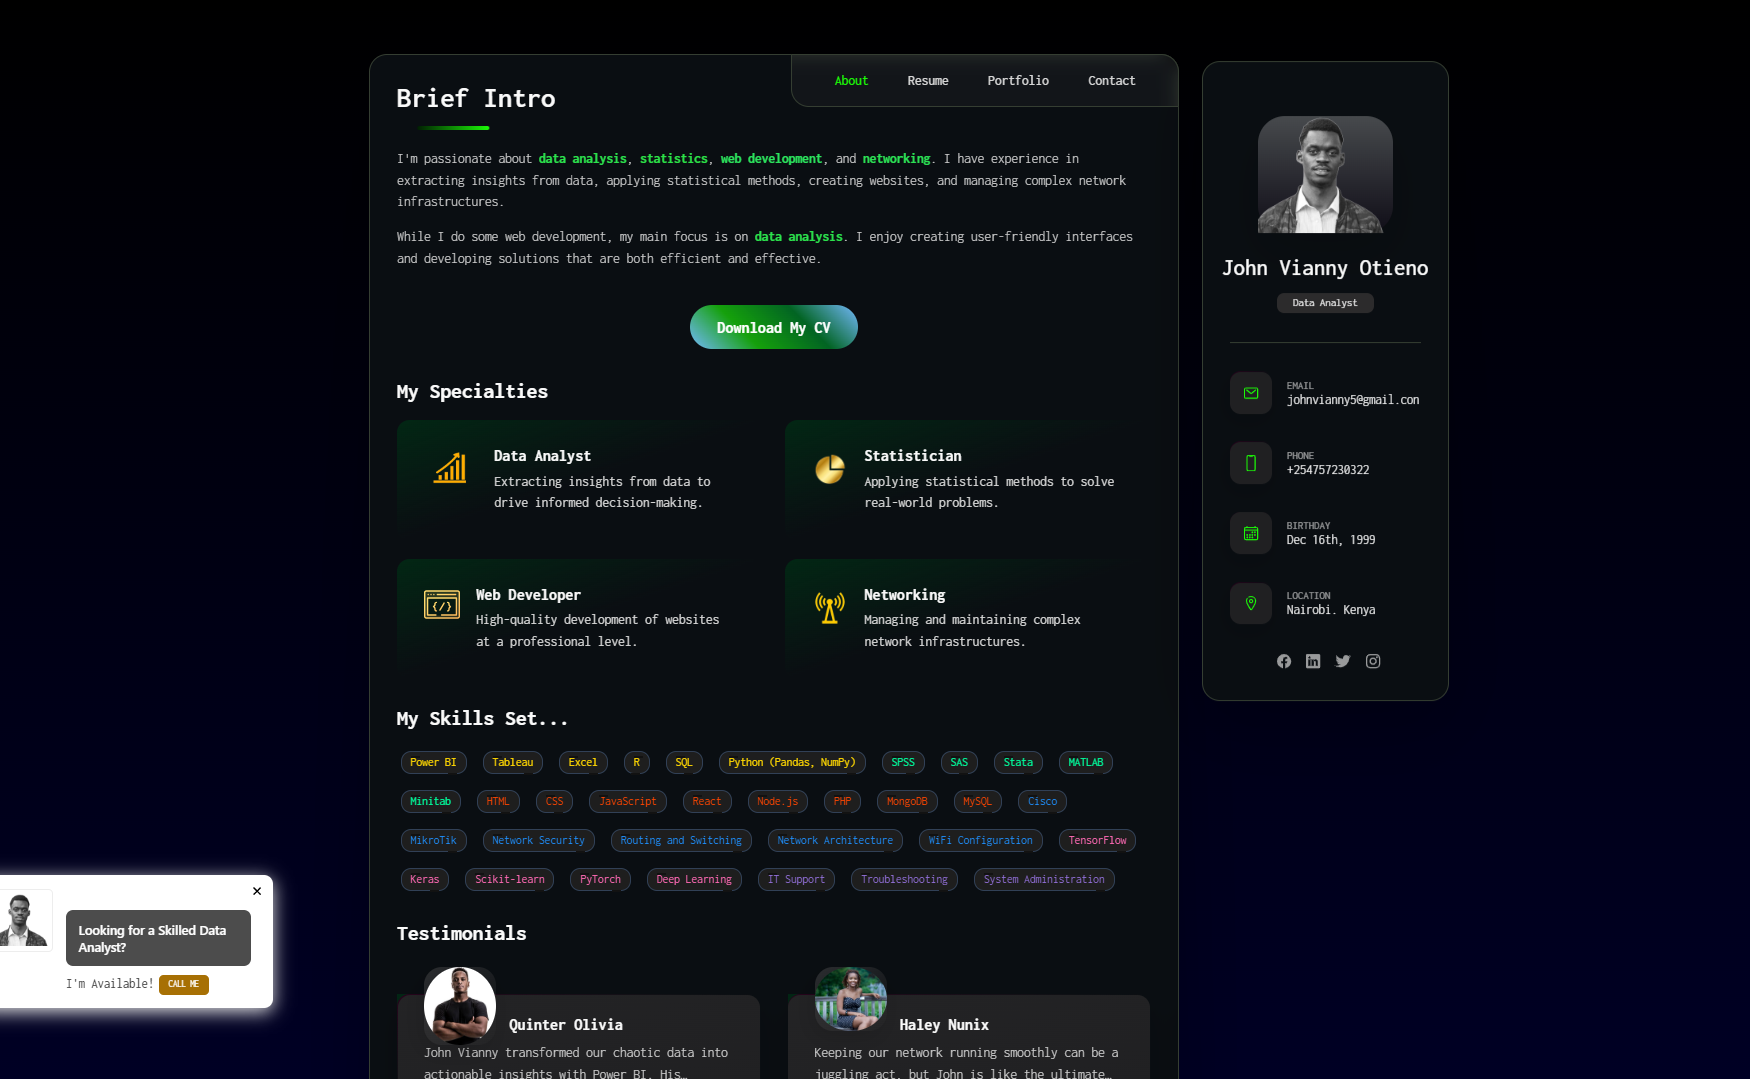 About Resume Portfolio Contact
Brief Intro
I'm passionate about data analysis, statistics, web development, and networking. I have experience in
extracting insights from data, applying statistical methods, creating websites, and managing complex network
infrastructures.
While I do some web development, my main focus is on data analysis. I enjoy creating user-friendly interfaces
and developing solutions that are both efficient and effective.
Download My CV
My Specialties
Data Analyst
Extracting insights from data to
drive informed decision-making.
Statistician
Applying statistical methods to solve
real-world problems.
Web Developer
High-quality development of websites
at a professional level.
Networking
Managing and maintaining complex
network infrastructures.
My Skills Set...
Power BI Tableau Excel R SQL Python (Pandas, NumPy) SPSS SAS Stata MATLAB
Minitab HTML CSS JavaScript React Node.js PHP MongoDB MySQL Cisco
MikroTik Network Security Routing and Switching Network Architecture WiFi Configuration TensorFlow
Keras Scikit-learn PyTorch Deep Learning IT Support Troubleshooting System Administration
Testimonials
Quinter Olivia
John Vianny transformed our chaotic data into
actionable insights with Power BI. His…
Haley Nunix
Keeping our network running smoothly can be a
juggling act, but John is like the ultimate…
John Vianny Otieno
Data Analyst
EMAIL
johnvianny5@gmail.con
PHONE
+254757230322
BIRTHDAY
Dec 16th, 1999
LOCATION
Nairobi. Kenya
×
Looking for a Skilled Data
Analyst?
I'm Available! CALL ME